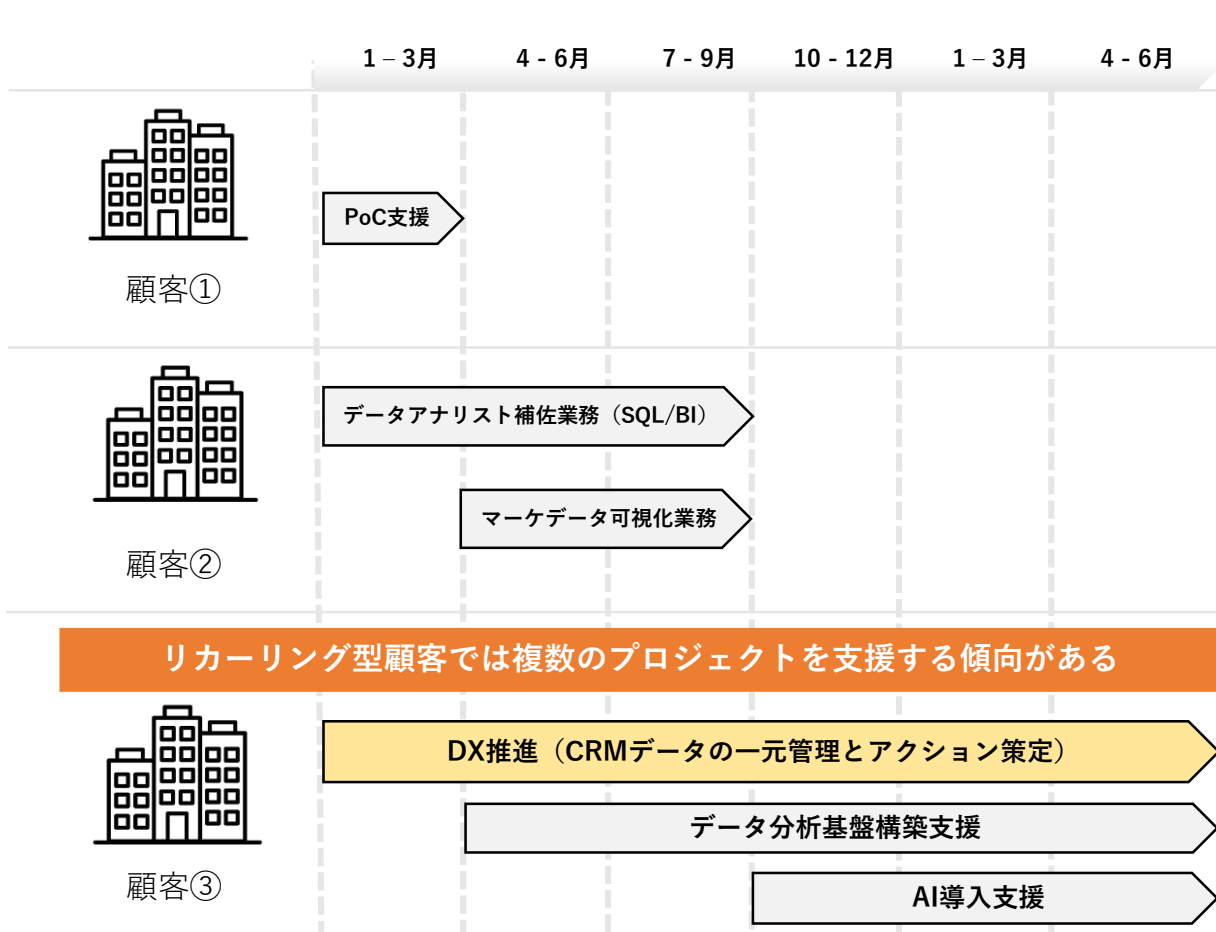 1 – 3月 4 - 6月 7 - 9月 10 - 12月 1 – 3月 4 - 6月
PoC支援
顧客①
データアナリスト補佐業務（SQL/BI）
マーケデータ可視化業務
顧客②
リカーリング型顧客では複数のプロジェクトを支援する傾向がある
DX推進（CRMデータの一元管理とアクション策定）
データ分析基盤構築支援
顧客③
AI導入支援